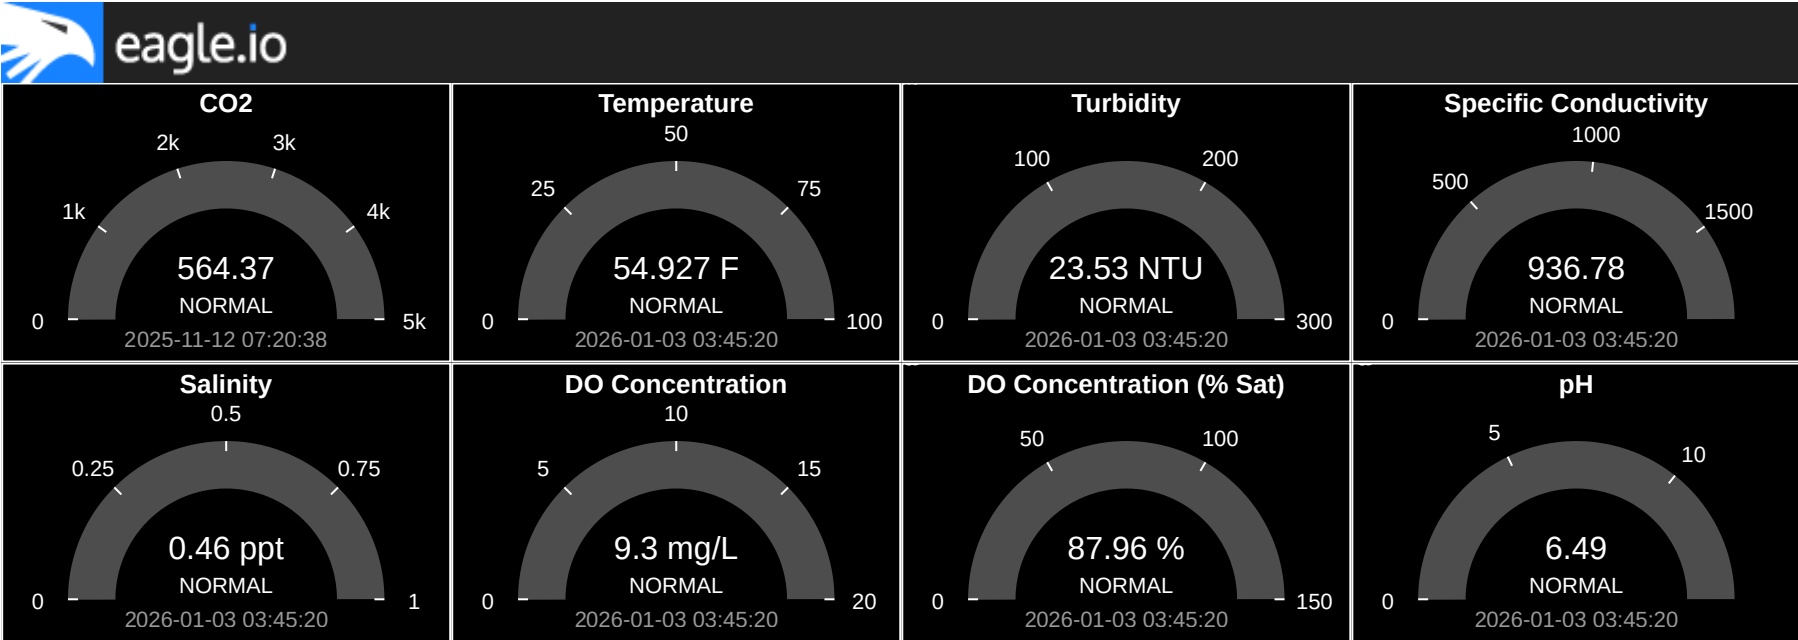 eagle.io
CO2
2k
3k
1k
4k
564.37
NORMAL
0
5k
2025-11-12 07:20:38
Temperature
50
25
75
54.927 F
NORMAL
0
100
2026-01-03 03:45:20
Turbidity
100
200
23.53 NTU
NORMAL
0
300
2026-01-03 03:45:20
Specific Conductivity
1000
500
1500
936.78
NORMAL
0
2026-01-03 03:45:20
Salinity
0.5
0.25
0.75
0.46 ppt
NORMAL
0
1
2026-01-03 03:45:20
DO Concentration
10
5
15
9.3 mg/L
NORMAL
0
20
2026-01-03 03:45:20
DO Concentration (% Sat)
50
100
87.96 %
NORMAL
0
150
2026-01-03 03:45:20
pH
5
10
6.49
NORMAL
0
2026-01-03 03:45:20